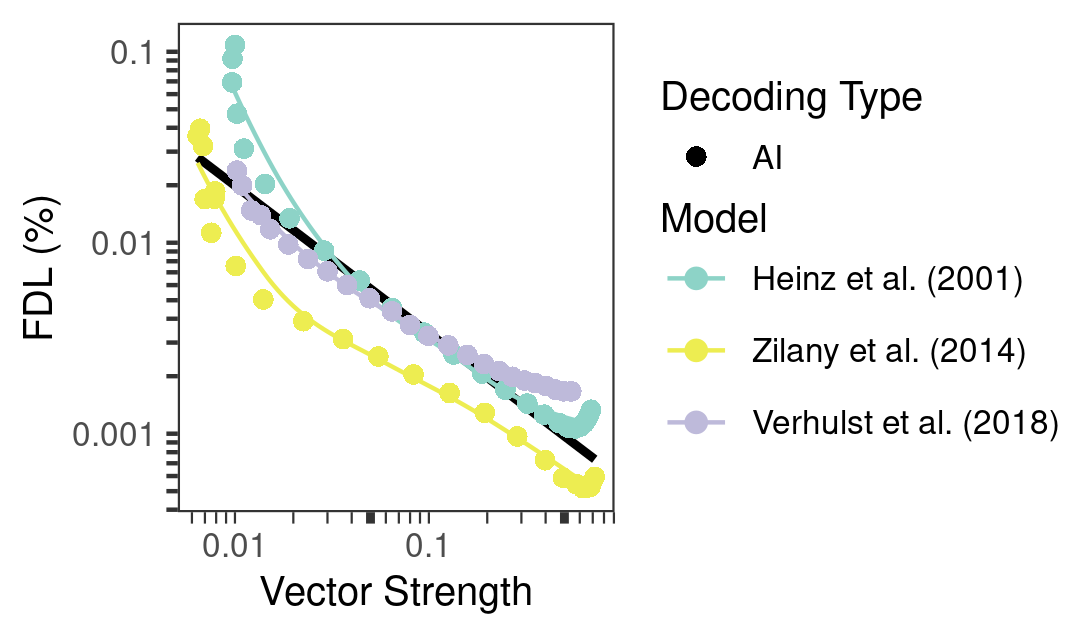 FDL (%)
0.1
0.01
0.001
0.01 0.1
Vector Strength
Decoding Type
AI
Model
Heinz et al. (2001)
Zilany et al. (2014)
Verhulst et al. (2018)